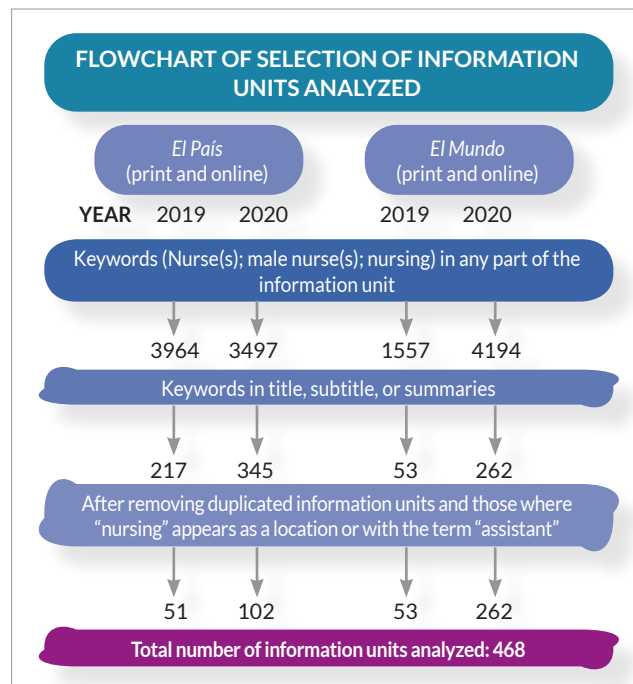 FLOWCHART OF SELECTION OF INFORMATION
UNITS ANALYZED
El País
(print and online)
El Mundo
(print and online)
YEAR 2019 2020 2019 2020
Keywords (Nurse(s); male nurse(s); nursing) in any part of the
information unit
3964 3497 1557 4194
Keywords in title, subtitle, or summaries
217 345 53 262
After removing duplicated information units and those where
“nursing” appears as a location or with the term “assistant”
51 102 53 262
Total number of information units analyzed: 468